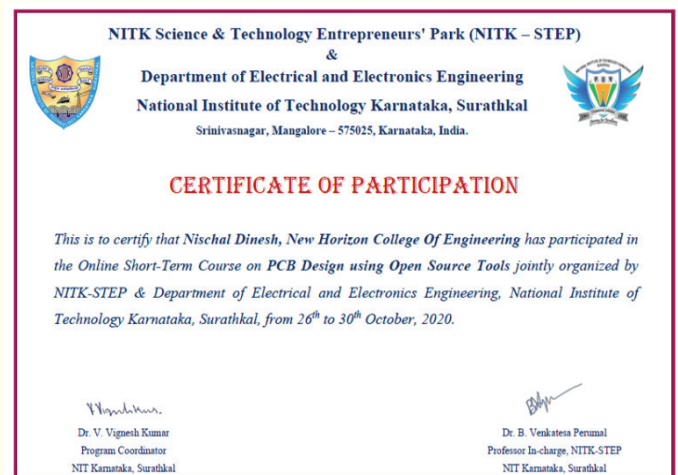 NITK Science & Technology Entrepreneurs' Park (NITK – STEP)
&
Department of Electrical and Electronics Engineering
National Institute of Technology Karnataka, Surathkal
Srinivasnagar, Mangalore – 575025, Karnataka, India.
CERTIFICATE OF PARTICIPATION
This is to certify that Nischal Dinesh, New Horizon College Of Engineering has participated in
the Online Short-Term Course on PCB Design using Open Source Tools jointly organized by
NITK-STEP & Department of Electrical and Electronics Engineering, National Institute of
Technology Karnataka, Surathkal, from 26th to 30th October, 2020.
Dr. V. Vignesh Kumar
Program Coordinator
NIT Karnataka, Surathkal
Dr. B. Venkatesa Perumal
Professor In-charge, NITK-STEP
NIT Karnataka, Surathkal